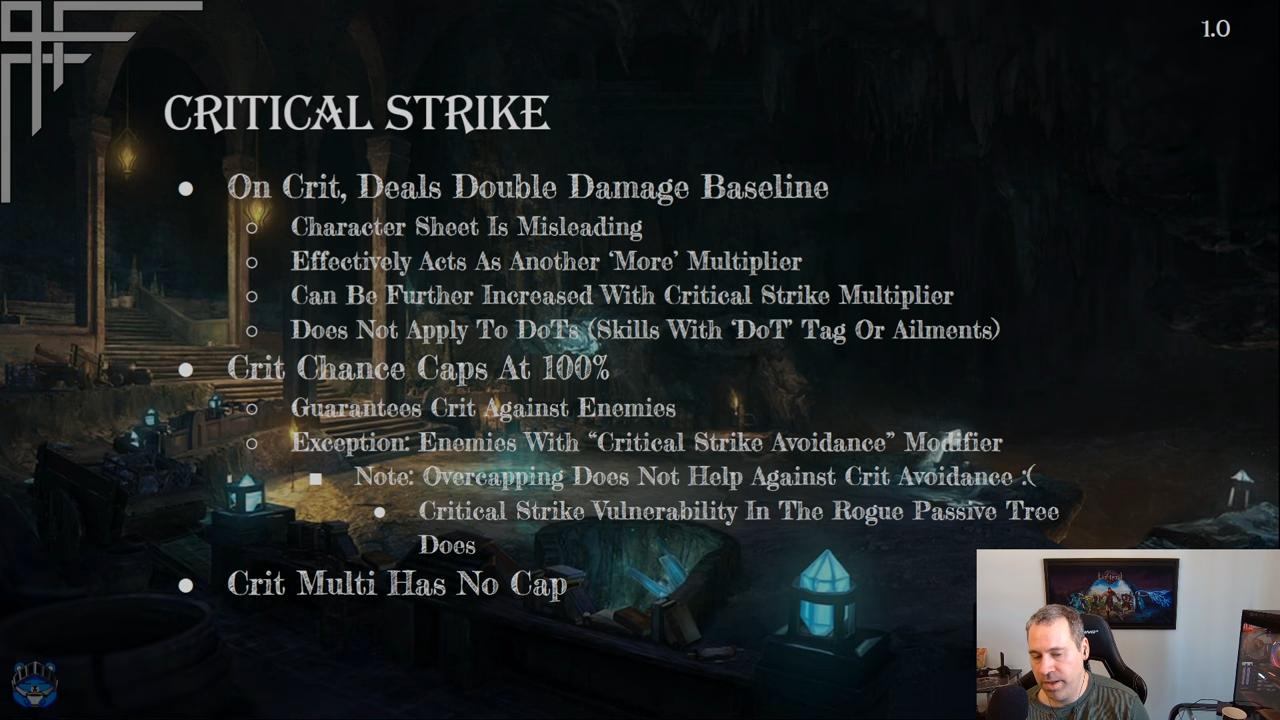 1.0
CRITICAL STRIKE
● On Crit, Deals Double Damage Baseline
○ Character Sheet Is Misleading
○ Effectively Acts As Another ‘More’ Multiplier
○ Can Be Further Increased With Critical Strike Multiplier
○ Does Not Apply To DoTs (Skills With ‘DoT’ Tag Or Ailments)
● Crit Chance Caps At 100%
○ Guarantees Crit Against Enemies
○ Exception: Enemies With “Critical Strike Avoidance” Modifier
■ Note: Overcapping Does Not Help Against Crit Avoidance :(
● Critical Strike Vulnerability In The Rogue Passive Tree
Does
● Crit Multi Has No Cap